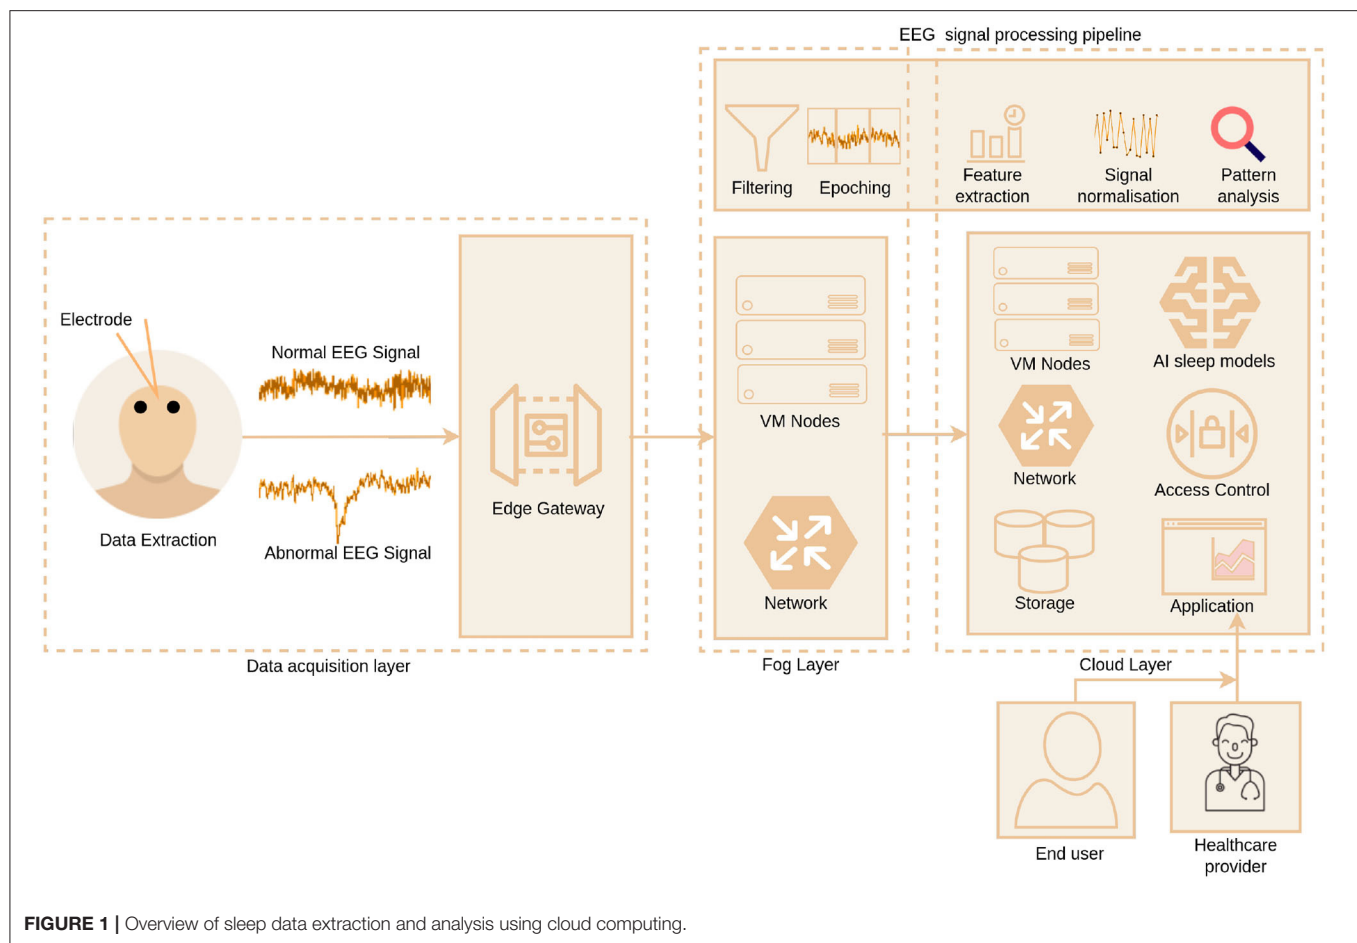 EEG signal processing pipeline
Filtering
Epoching
Feature
extraction
Signal
normalisation
Pattern
analysis
Electrode
Normal EEG Signal
Data Extraction
Abnormal EEG Signal
Edge Gateway
Data acquisition layer
VM Nodes
Network
Fog Layer
VM Nodes
AI sleep models
Network
Access Control
Storage
Application
Cloud Layer
End user
Healthcare
provider
FIGURE 1 | Overview of sleep data extraction and analysis using cloud computing.